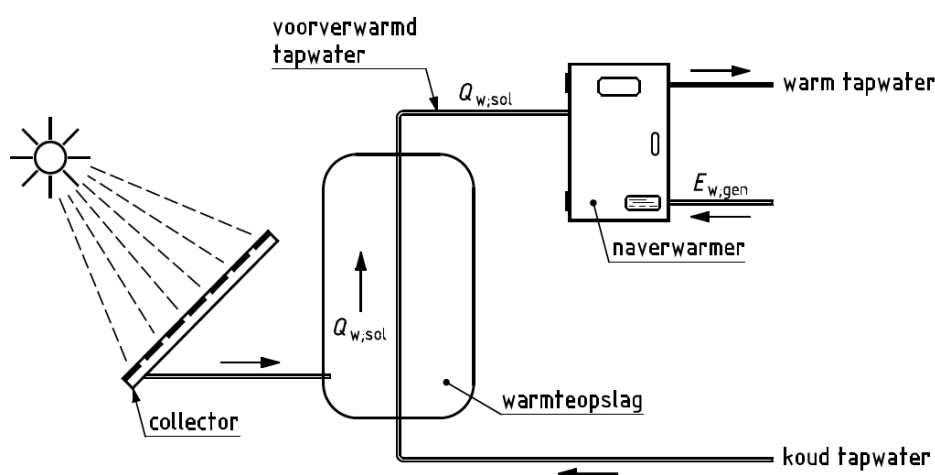 voorverwarmd
tapwater
Q w;sol
warm tapwater
E w;gen
naverwarmer
Q w;sol
warmteopslag
collector
koud tapwater